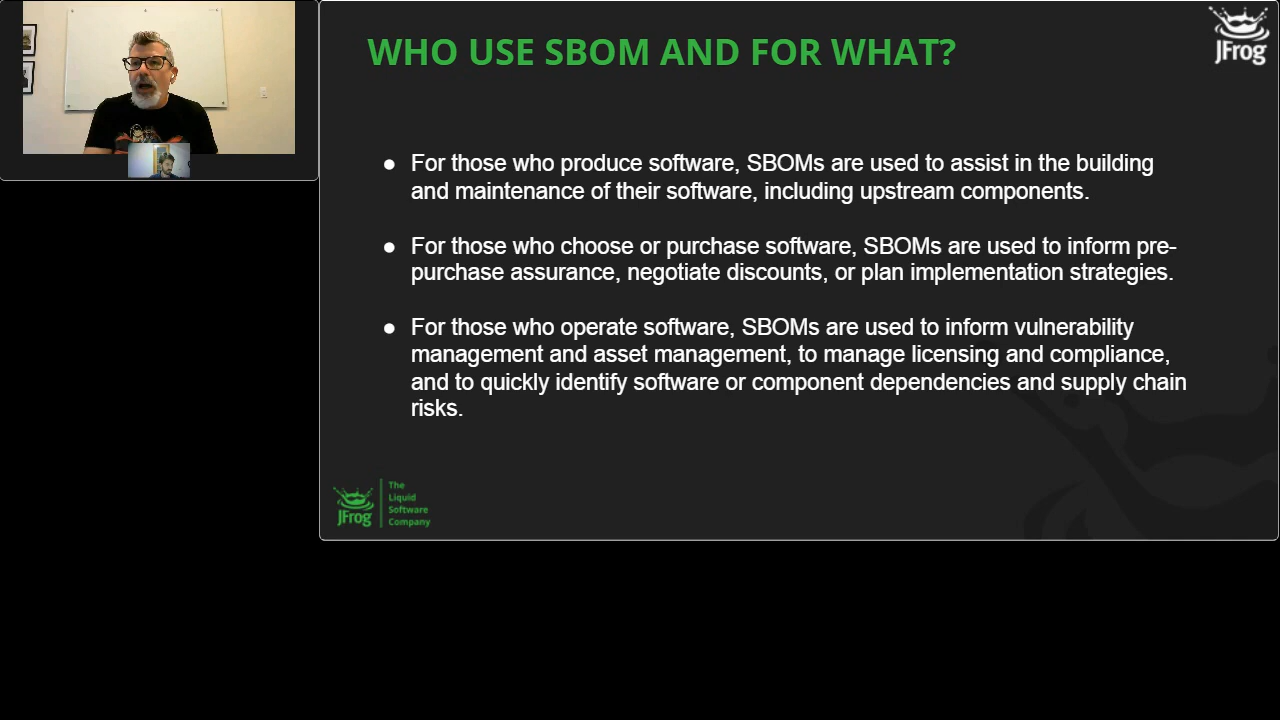 WHO USE SBOM AND FOR WHAT?
JFrog
● For those who produce software, SBOMs are used to assist in the building
and maintenance of their software, including upstream components.
● For those who choose or purchase software, SBOMs are used to inform pre-
purchase assurance, negotiate discounts, or plan implementation strategies.
● For those who operate software, SBOMs are used to inform vulnerability
management and asset management, to manage licensing and compliance,
and to quickly identify software or component dependencies and supply chain
risks.
JFrog
The
Liquid
Software
Company